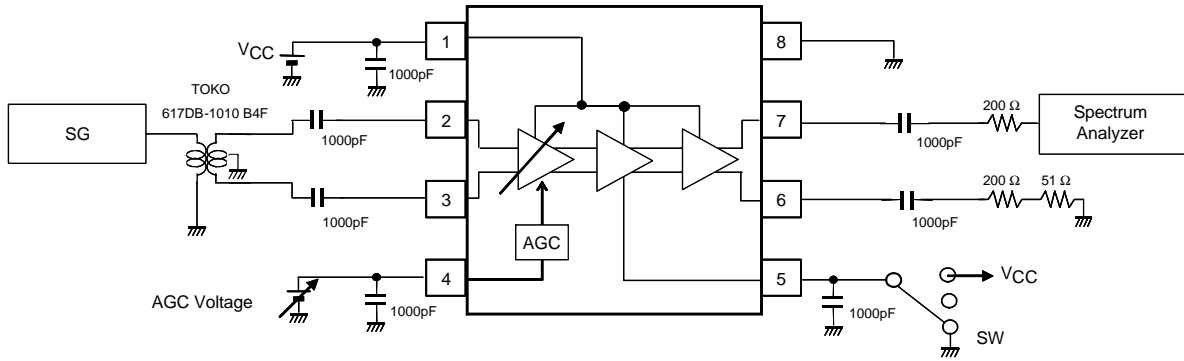 VCC
1
1000pF
8
TOKO
617DB-1010 B4F
SG
1000pF
2
7
1000pF
200 Ω
Spectrum
Analyzer
1000pF
3
6
1000pF
200 Ω
51 Ω
AGC
AGC Voltage
1000pF
4
5
1000pF
VCC
SW